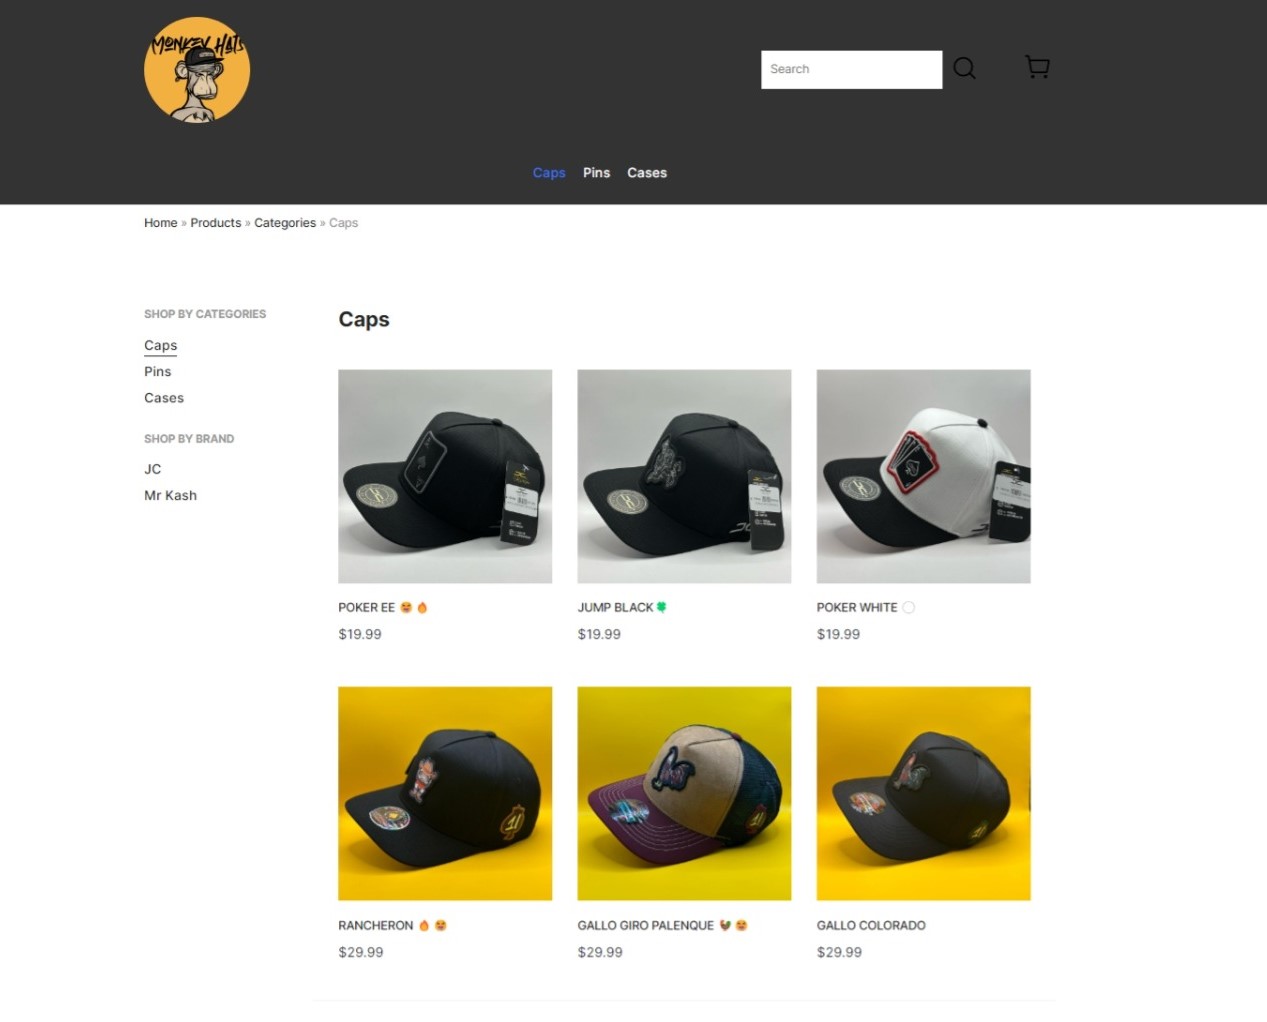 MONKEY HATS
Search
Caps Pins Cases
Home » Products » Categories » Caps
SHOP BY CATEGORIES
Caps
Pins
Cases
SHOP BY BRAND
JC
Mr Kash
Caps
POKER EE 🥵 🔥
$19.99
JUMP BLACK 🍀
$19.99
POKER WHITE ⚪
$19.99
RANCHERON 🔥 🥵
$29.99
GALLO GIRO PALENQUE 🐓 🥵
$29.99
GALLO COLORADO
$29.99